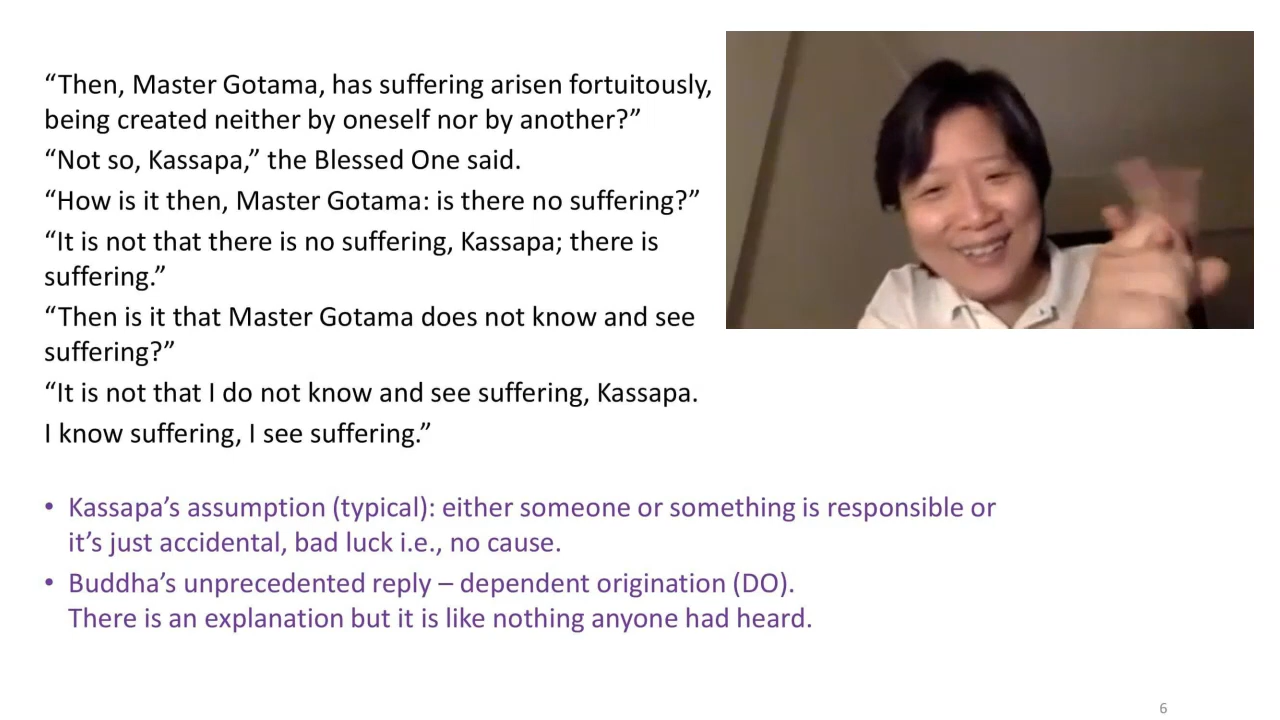 “Then, Master Gotama, has suffering arisen fortuitously,
being created neither by oneself nor by another?”
“Not so, Kassapa,” the Blessed One said.
“How is it then, Master Gotama: is there no suffering?”
“It is not that there is no suffering, Kassapa; there is
suffering.”
“Then is it that Master Gotama does not know and see
suffering?”
“It is not that I do not know and see suffering, Kassapa.
I know suffering, I see suffering.”
• Kassapa’s assumption (typical): either someone or something is responsible or
it’s just accidental, bad luck i.e., no cause.
• Buddha’s unprecedented reply – dependent origination (DO).
There is an explanation but it is like nothing anyone had heard.
6